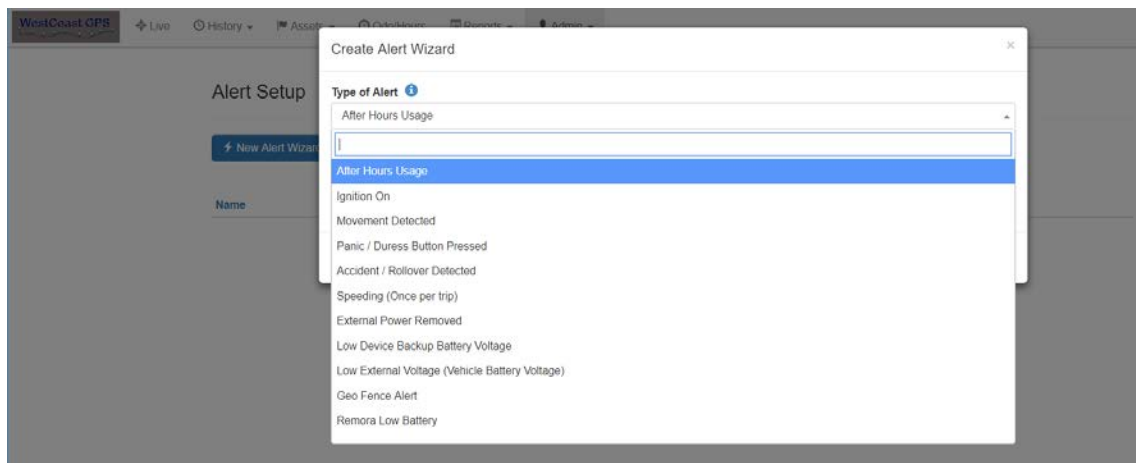 WestCoast GPS
Live History Assets Odo/Hours Reports Admin
Create Alert Wizard ×
Alert Setup
Type of Alert
After Hours Usage
New Alert Wizard
After Hours Usage
Ignition On
Name
Movement Detected
Panic / Duress Button Pressed
Accident / Rollover Detected
Speeding (Once per trip)
External Power Removed
Low Device Backup Battery Voltage
Low External Voltage (Vehicle Battery Voltage)
Geo Fence Alert
Remora Low Battery